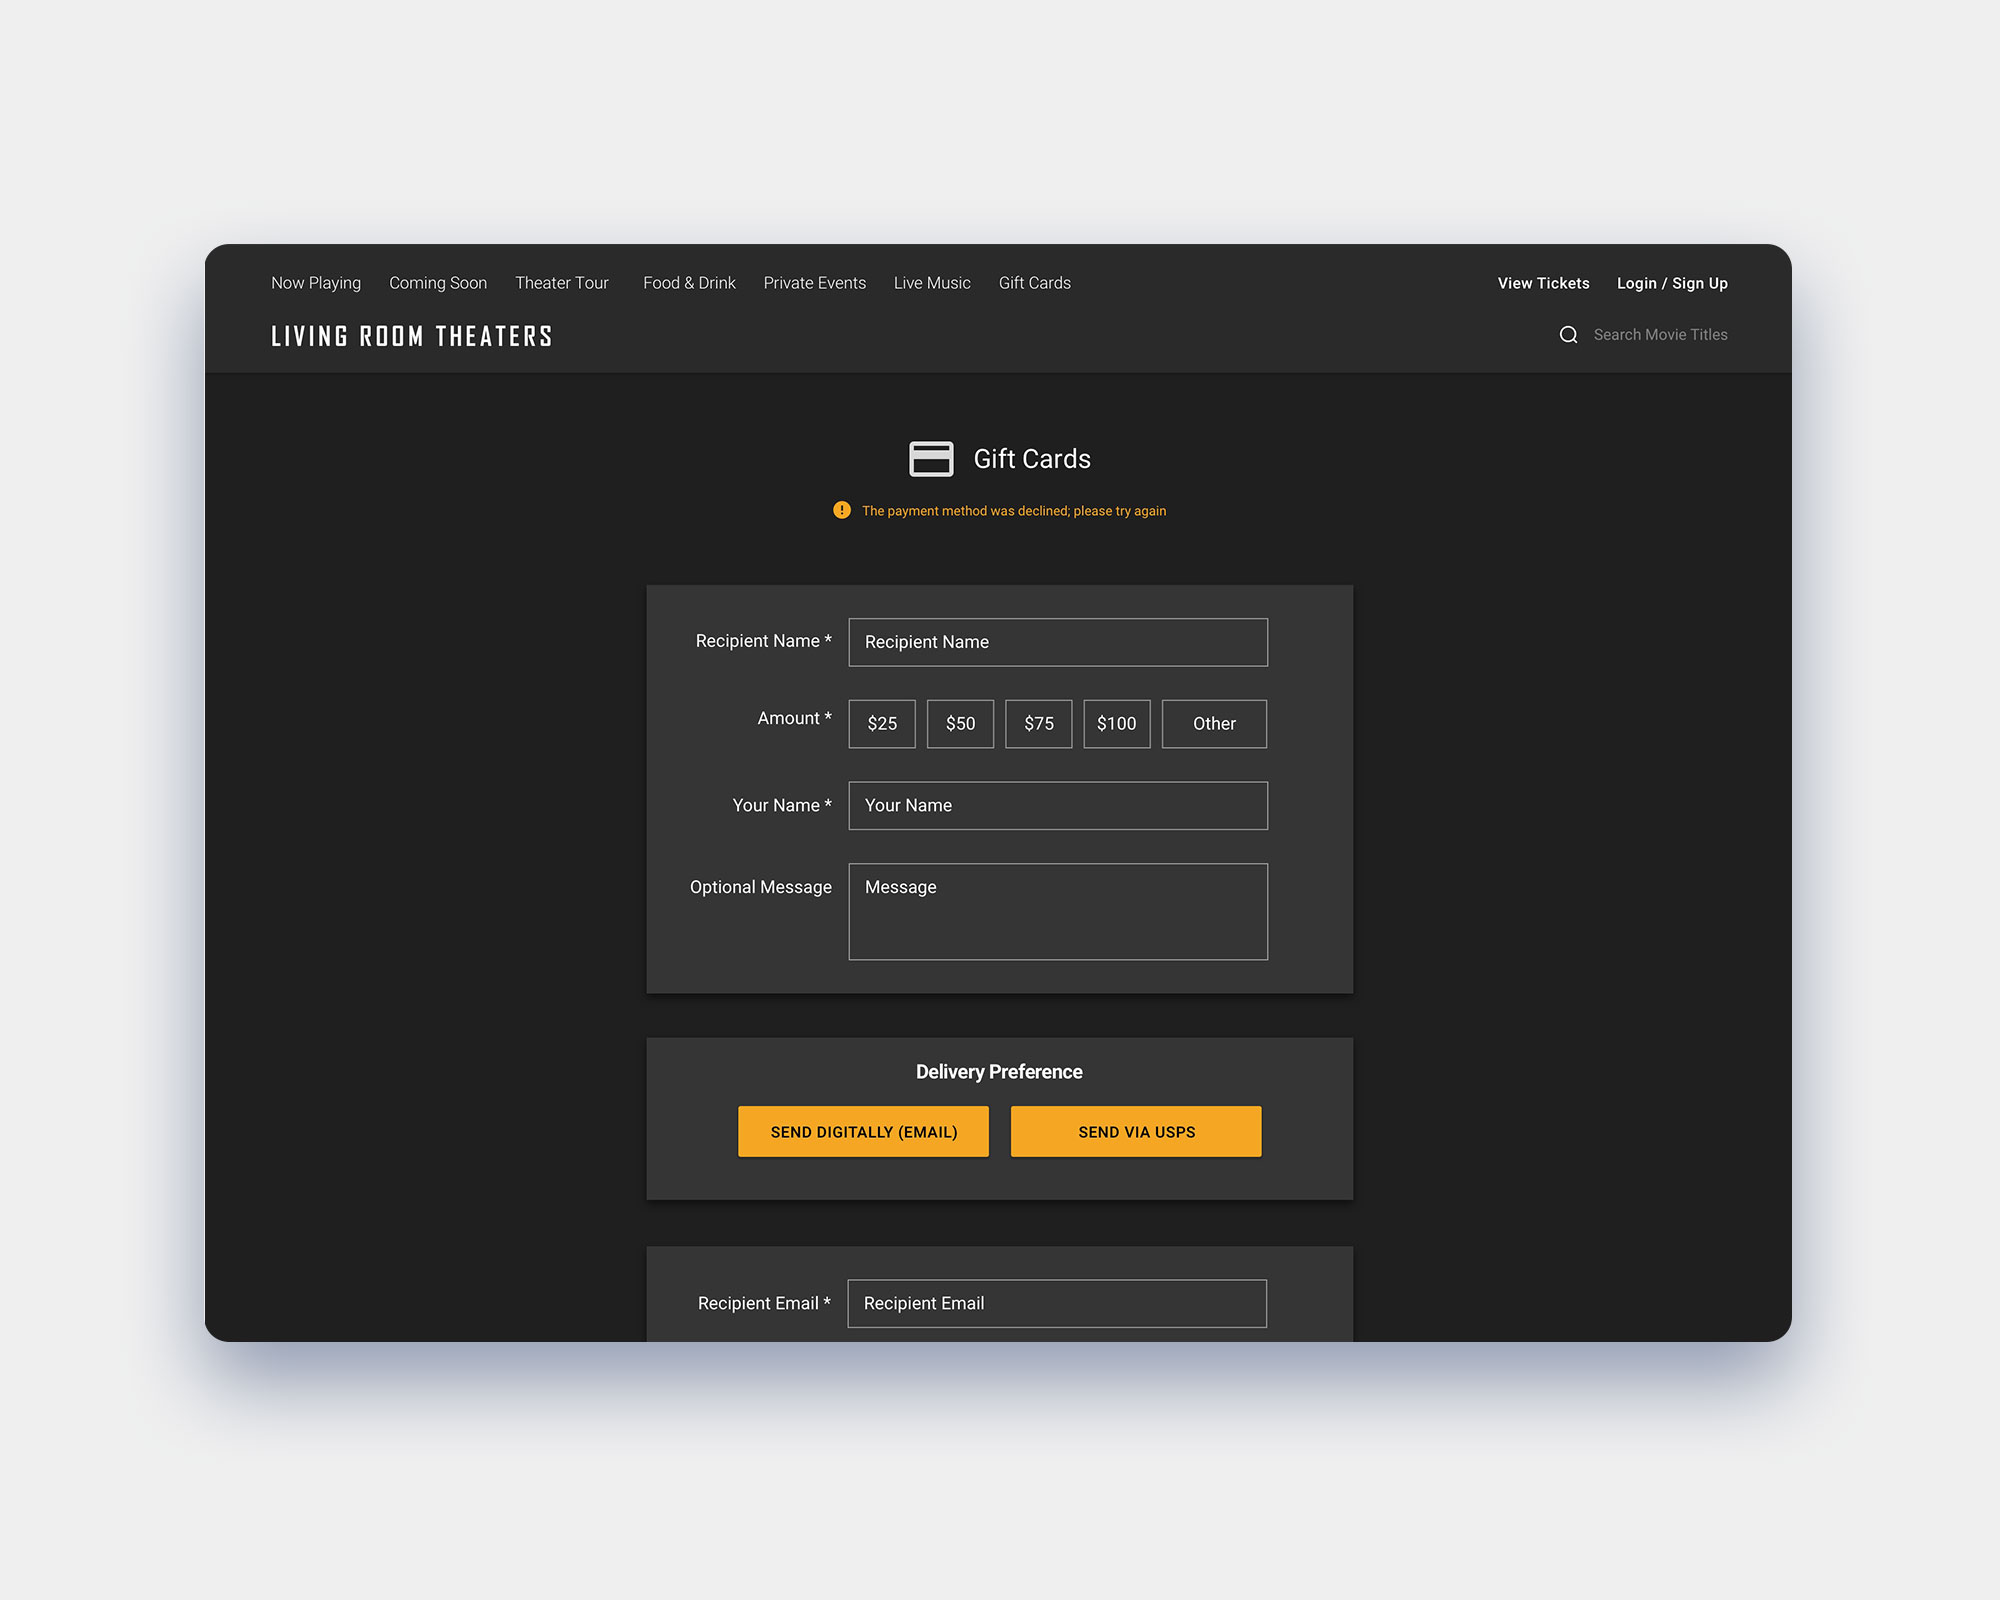 Now Playing Coming Soon Theater Tour Food & Drink Private Events Live Music Gift Cards View Tickets Login / Sign Up
LIVING ROOM THEATERS Search Movie Titles
Gift Cards
The payment method was declined; please try again
Recipient Name * Recipient Name
Amount * $25 $50 $75 $100 Other
Your Name * Your Name
Optional Message Message
Delivery Preference
SEND DIGITALLY (EMAIL) SEND VIA USPS
Recipient Email * Recipient Email